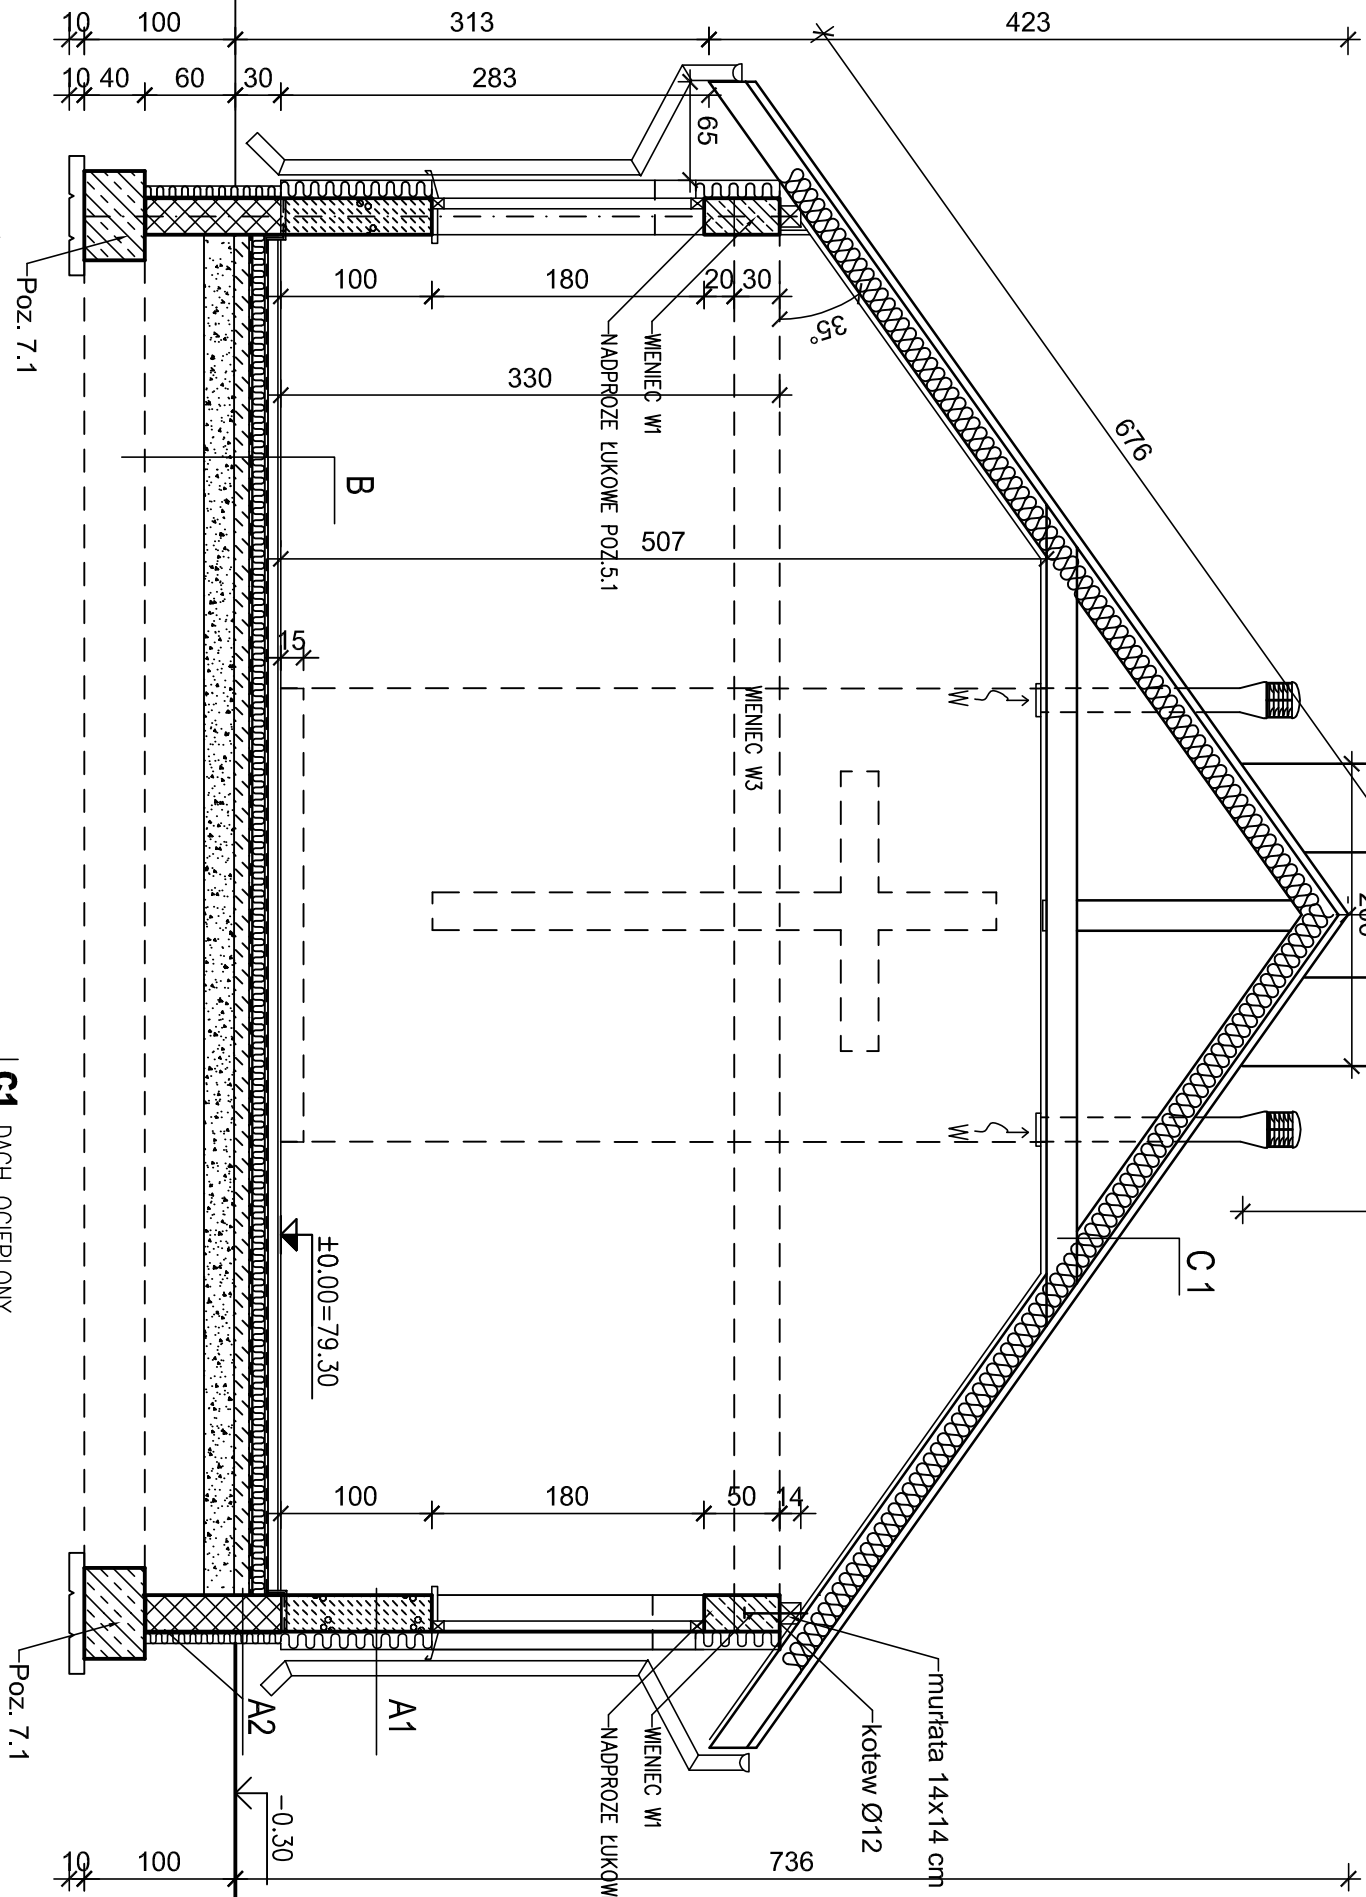 10 100 313 423
10 40 60 30 283
65
676
35°
100 180 20 30
330
WIENIEC W1
NADPROŻE ŁUKOWE POZ.5.1
Poz. 7.1
B
507
15
WIENIEC W3
W
W
C 1
±0.00=79.30
C1 DACH OCIEPLONY
100 180 50 14
A1
A2
WIENIEC W1
NADPROŻE ŁUKOW
murłata 14x14 cm
kotew Ø12
Poz. 7.1
-0.30
10 100 736